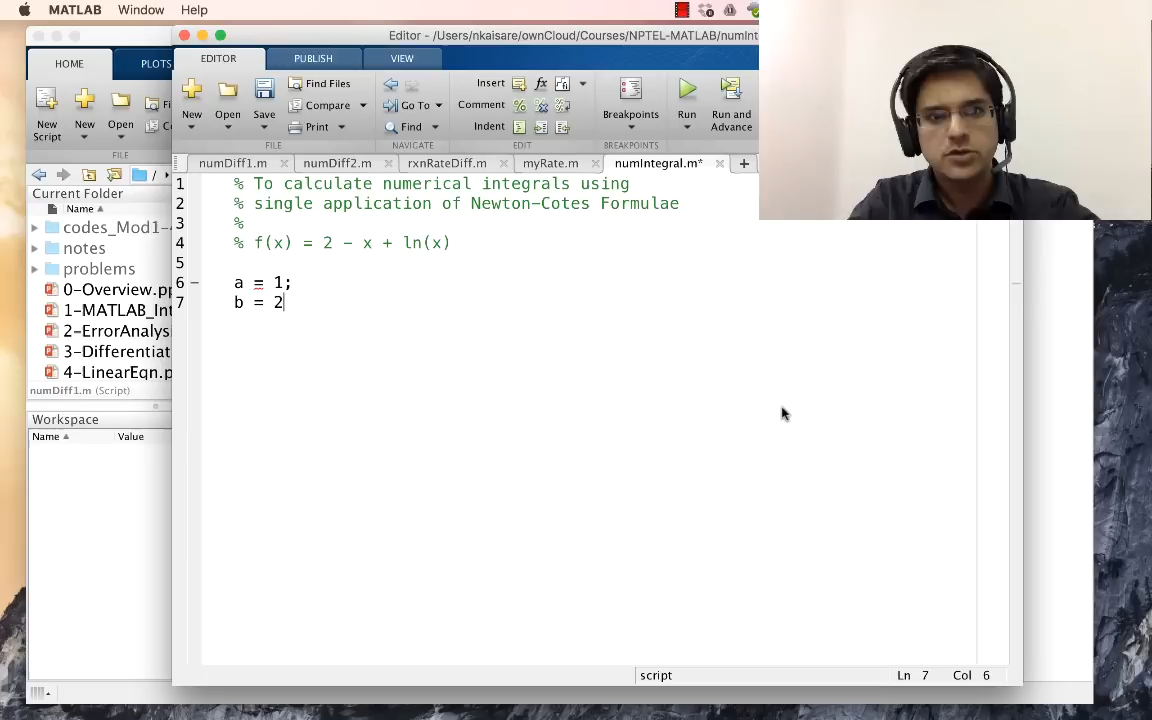 MATLAB Window Help
Editor - /Users/nkaisare/ownCloud/Courses/NPTEL-MATLAB/numInt
HOME PLOTS
EDITOR PUBLISH VIEW
New Script
New
Open
Fi
C
FILE
New
Open
Save
Find Files
Compare
Print
FILE
Go To
Find
NAVIGATE
Insert
Comment
Indent
EDIT
Breakpoints
BREAKPOINTS
Run
Run and Advance
numDiff1.m numDiff2.m rxnRateDiff.m myRate.m numIntegral.m*
Current Folder
Name
codes_Mod1-
notes
problems
0-Overview.pp
1-MATLAB_Int
2-ErrorAnalys
3-Differentiat
4-LinearEqn.p
numDiff1.m (Script)
Workspace
Name Value
1 % To calculate numerical integrals using
2 % single application of Newton-Cotes Formulae
3 %
4 % f(x) = 2 - x + ln(x)
5
6 a = 1;
7 b = 2
script Ln 7 Col 6